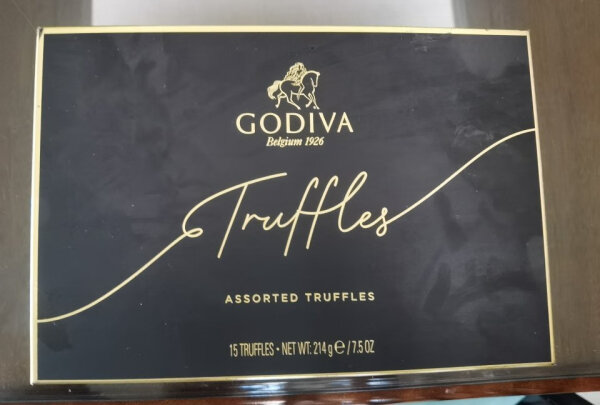 GODIVA
Belgium 1926
Truffles
ASSORTED TRUFFLES
15 TRUFFLES • NET WT: 214 g ℮ / 7.5 OZ